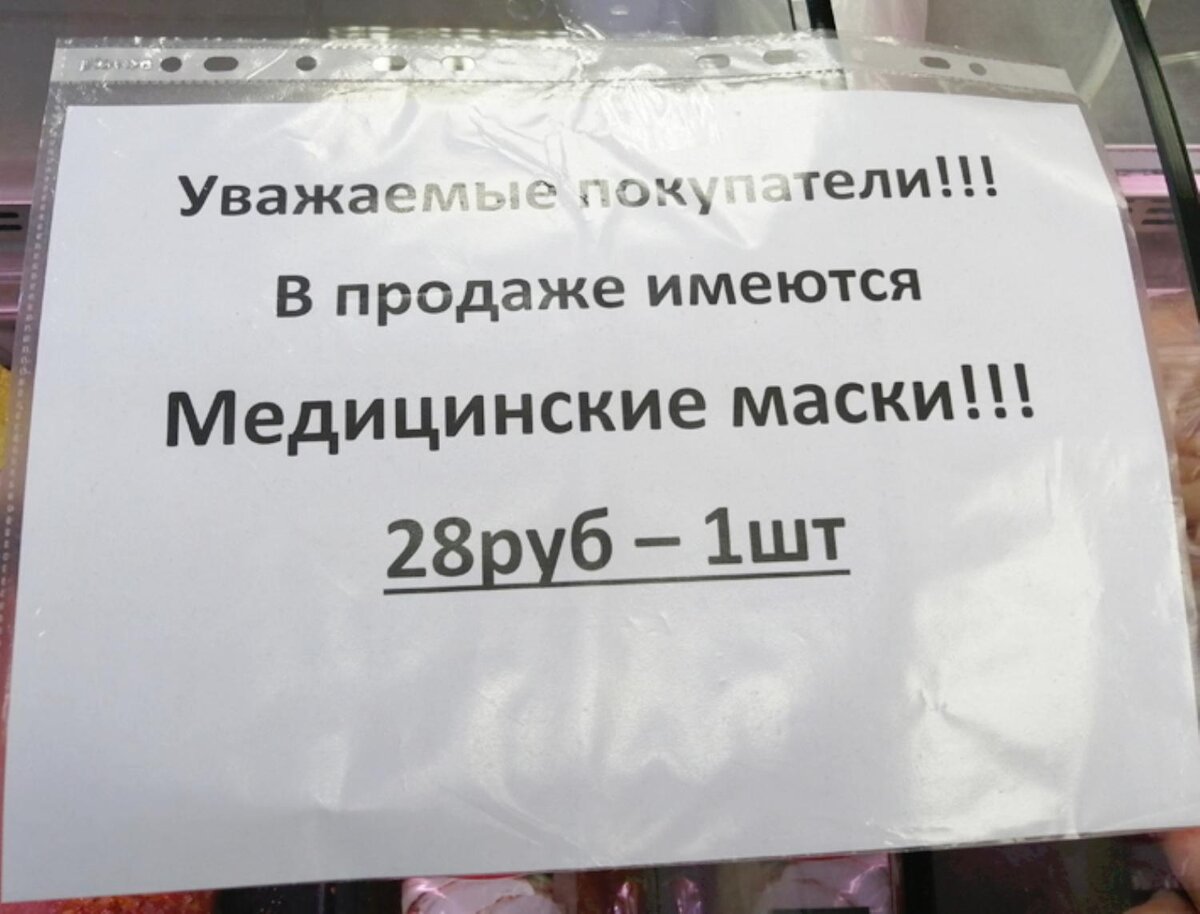 Уважаемые покупатели!!!
В продаже имеются
Медицинские маски!!!
28руб – 1шт